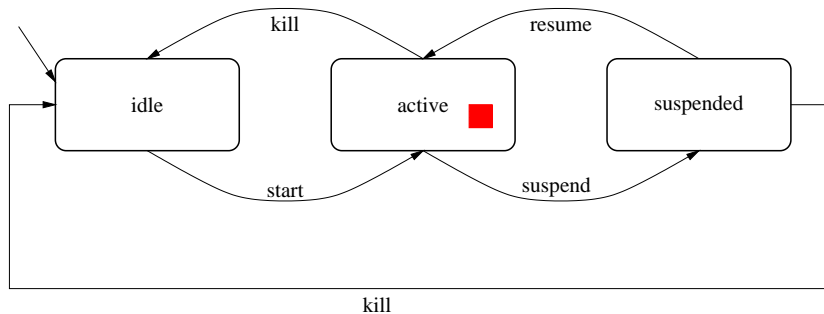 kill
resume
idle
active
suspended
start
suspend
kill